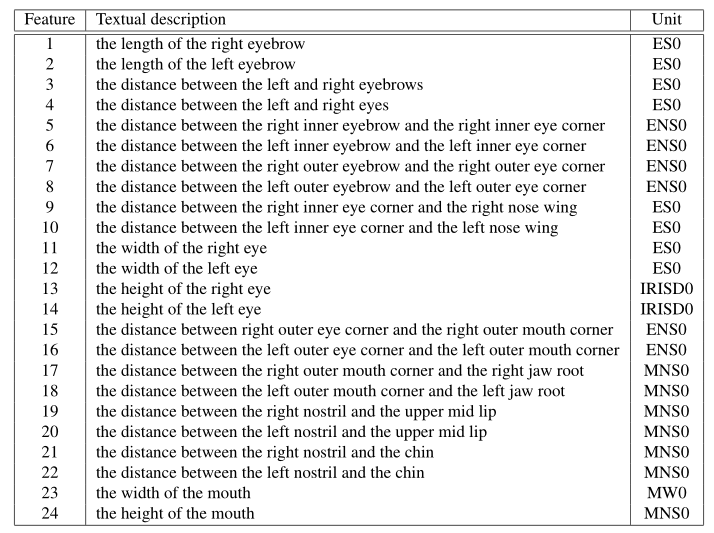 Feature Textual description Unit
1 the length of the right eyebrow ES0
2 the length of the left eyebrow ES0
3 the distance between the left and right eyebrows ES0
4 the distance between the left and right eyes ES0
5 the distance between the right inner eyebrow and the right inner eye corner ENS0
6 the distance between the left inner eyebrow and the left inner eye corner ENS0
7 the distance between the right outer eyebrow and the right outer eye corner ENS0
8 the distance between the left outer eyebrow and the left outer eye corner ENS0
9 the distance between the right inner eye corner and the right nose wing ES0
10 the distance between the left inner eye corner and the left nose wing ES0
11 the width of the right eye ES0
12 the width of the left eye ES0
13 the height of the right eye IRISD0
14 the height of the left eye IRISD0
15 the distance between right outer eye corner and the right outer mouth corner ENS0
16 the distance between the left outer eye corner and the left outer mouth corner ENS0
17 the distance between the right outer mouth corner and the right jaw root MNS0
18 the distance between the left outer mouth corner and the left jaw root MNS0
19 the distance between the right nostril and the upper mid lip MNS0
20 the distance between the left nostril and the upper mid lip MNS0
21 the distance between the right nostril and the chin MNS0
22 the distance between the left nostril and the chin MNS0
23 the width of the mouth MW0
24 the height of the mouth MNS0